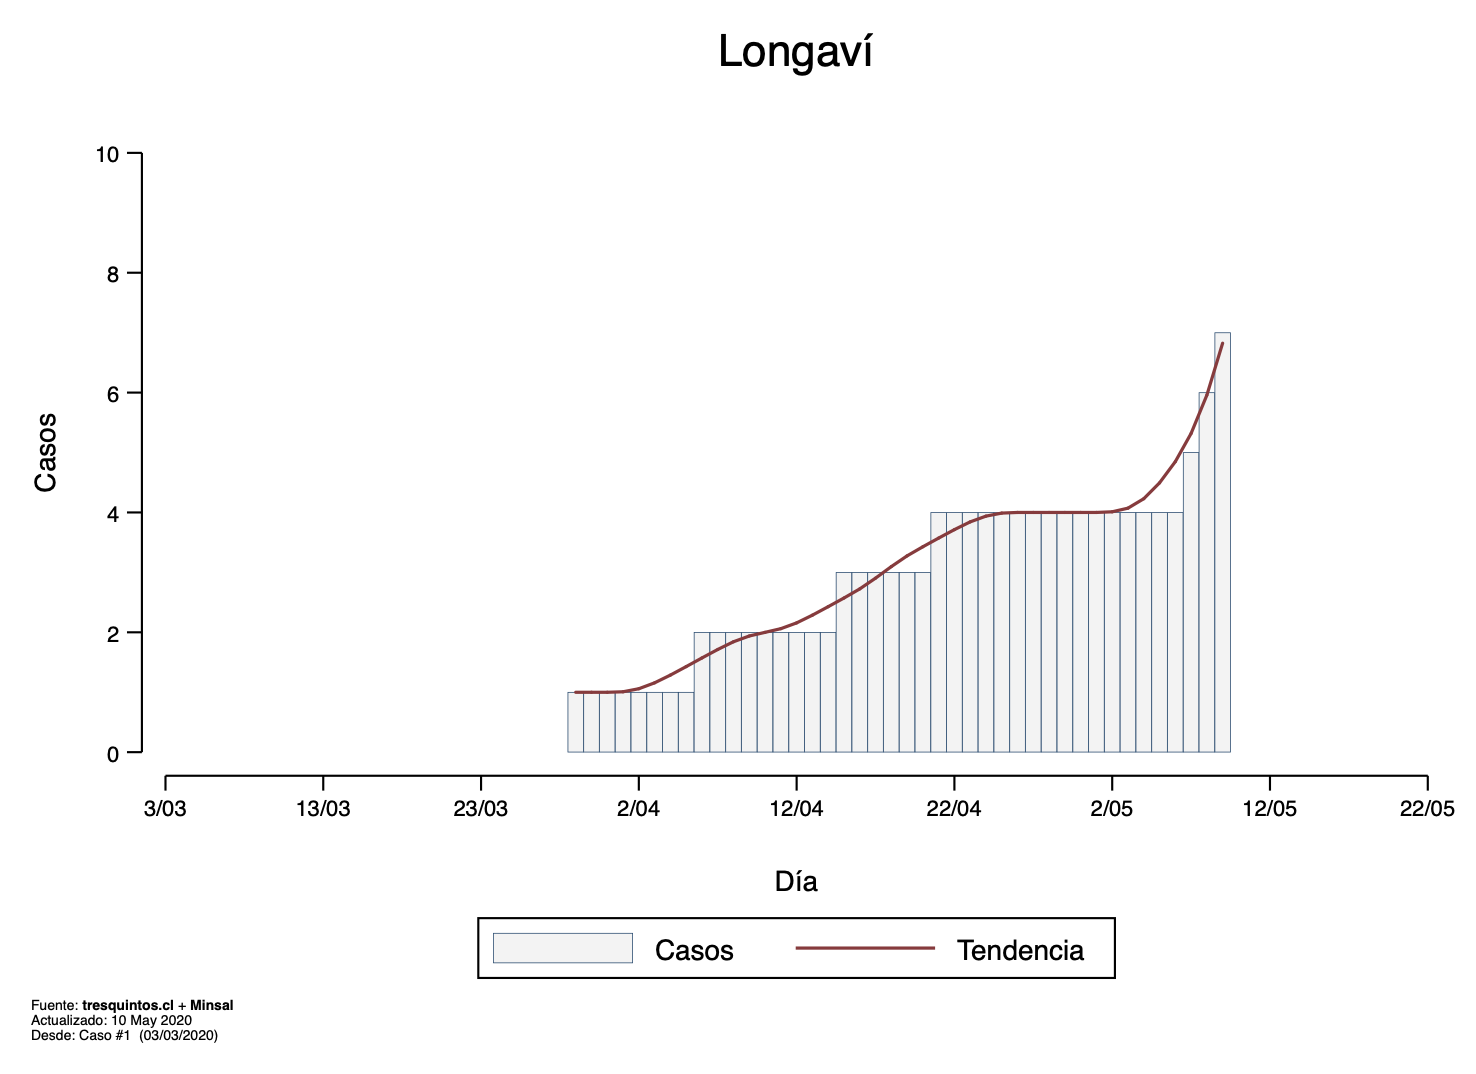 Longaví
10
8
6
4
2
0
Casos
3/03 13/03 23/03 2/04 12/04 22/04 2/05 12/05 22/05
Día
Casos Tendencia
Fuente: tresquintos.cl + Minsal
Actualizado: 10 May 2020
Desde: Caso #1 (03/03/2020)